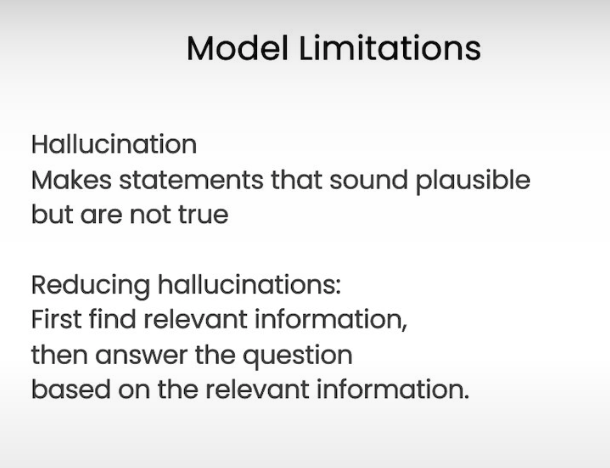 Model Limitations
Hallucination
Makes statements that sound plausible
but are not true
Reducing hallucinations:
First find relevant information,
then answer the question
based on the relevant information.